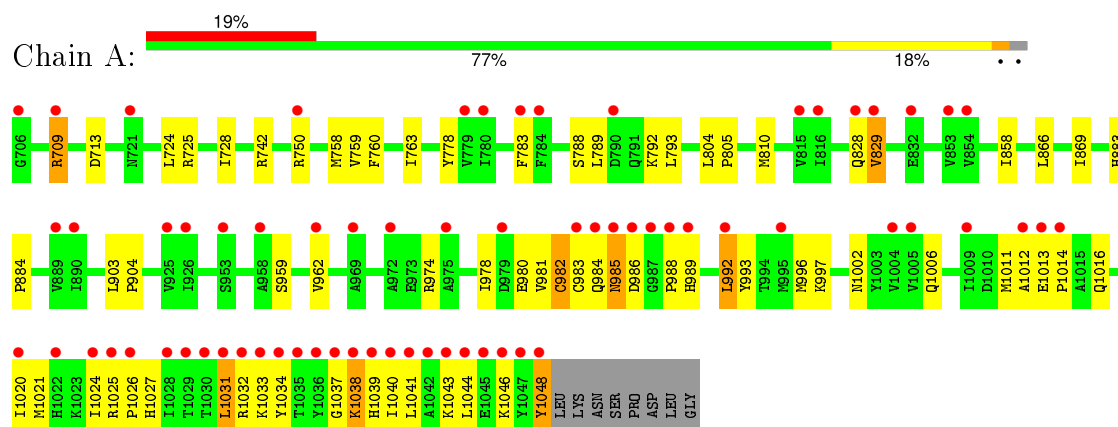 19%
Chain A:
77% 18% • •
G706 R709 D713 N721 L724 R725 I728 R742 R750 M758 V759 F760 I763 Y778 V779 I780 F783 F784 S788 L789 D790 Q791 K792 L793 L804 P805 M810 V815 I816 Q828 V829 E832 V853 V854 I858 L866 I869 H883
P884 V889 I890 L903 P904 V925 I926 S953 A958 S959 V962 A969 A972 E973 R974 A975 I978 D979 E980 V981 C982 C983 Q984 N985 D986 G987 P988 H989 L992 Y993 T994 M995 M996 K997 N1002 Y1003 V1004 V1005 Q1006 I1009 D1010 M1011 A1012 E1013 P1014 A1015 Q1016
I1020 M1021 H1022 K1023 I1024 R1025 P1026 H1027 I1028 T1029 T1030 L1031 R1032 K1033 Y1034 T1035 Y1036 G1037 K1038 H1039 I1040 L1041 A1042 K1043 L1044 E1045 K1046 Y1047 Y1048 LEU LYS ASN SER PRO ASP LEU GLY